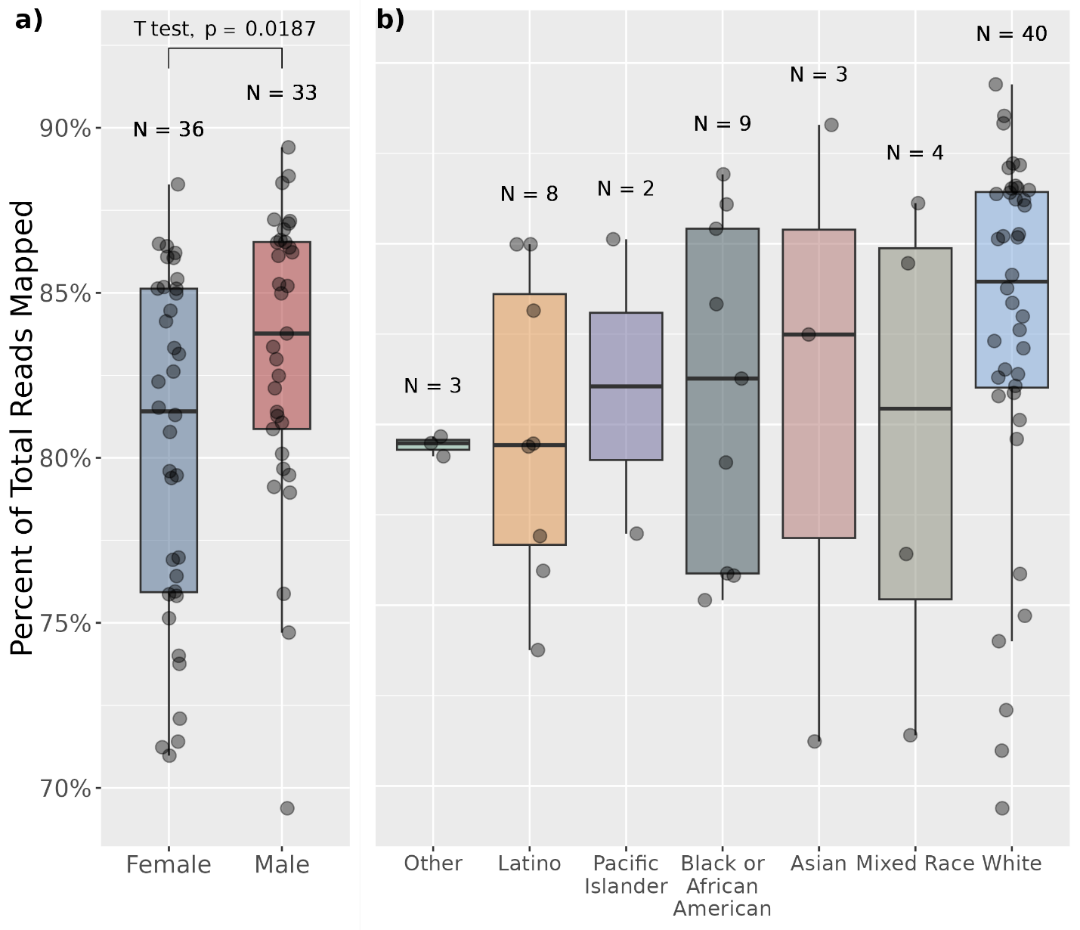 a)
T test, p = 0.0187
N = 36
N = 33
Percent of Total Reads Mapped
90%
85%
80%
75%
70%
Female
Male
b)
N = 3
N = 8
N = 2
N = 9
N = 3
N = 4
N = 40
Other
Latino
Pacific
Islander
Black or
African
American
Asian
Mixed Race
White